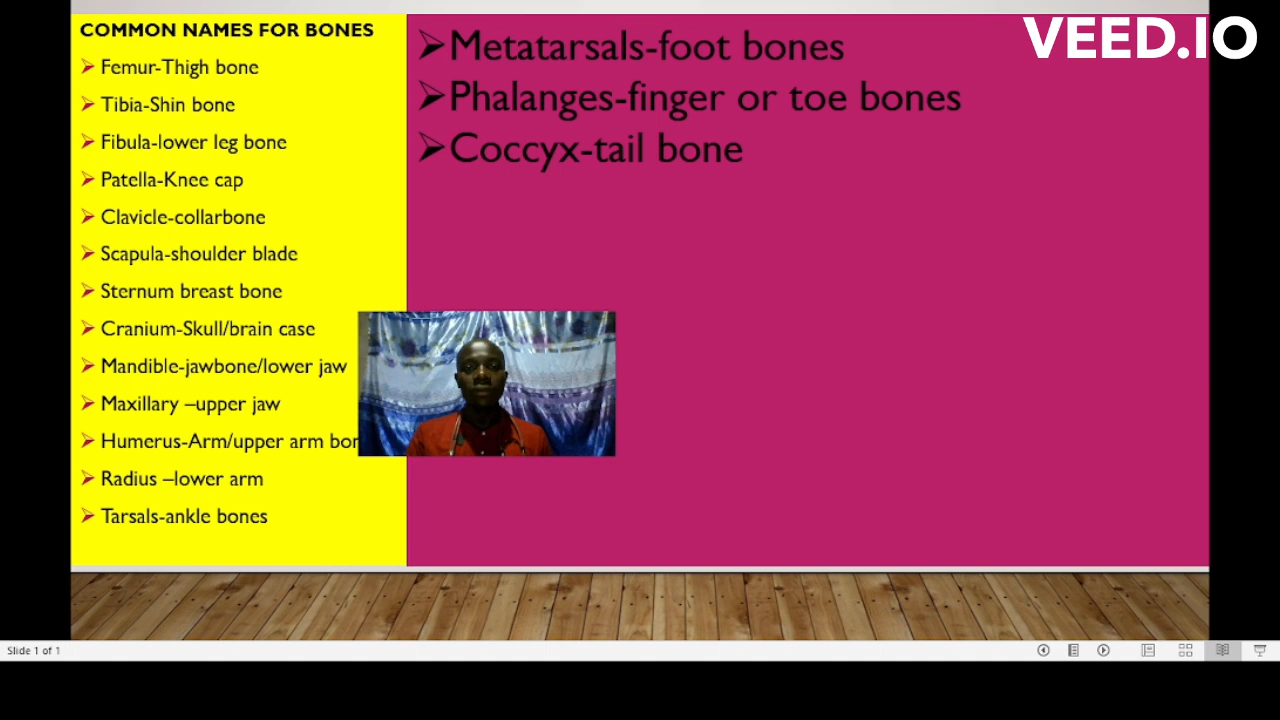 COMMON NAMES FOR BONES
Femur-Thigh bone
Tibia-Shin bone
Fibula-lower leg bone
Patella-Knee cap
Clavicle-collarbone
Scapula-shoulder blade
Sternum breast bone
Cranium-Skull/brain case
Mandible-jawbone/lower jaw
Maxillary –upper jaw
Humerus-Arm/upper arm bon
Radius –lower arm
Tarsals-ankle bones
Metatarsals-foot bones
Phalanges-finger or toe bones
Coccyx-tail bone
VEED.IO
Slide 1 of 1